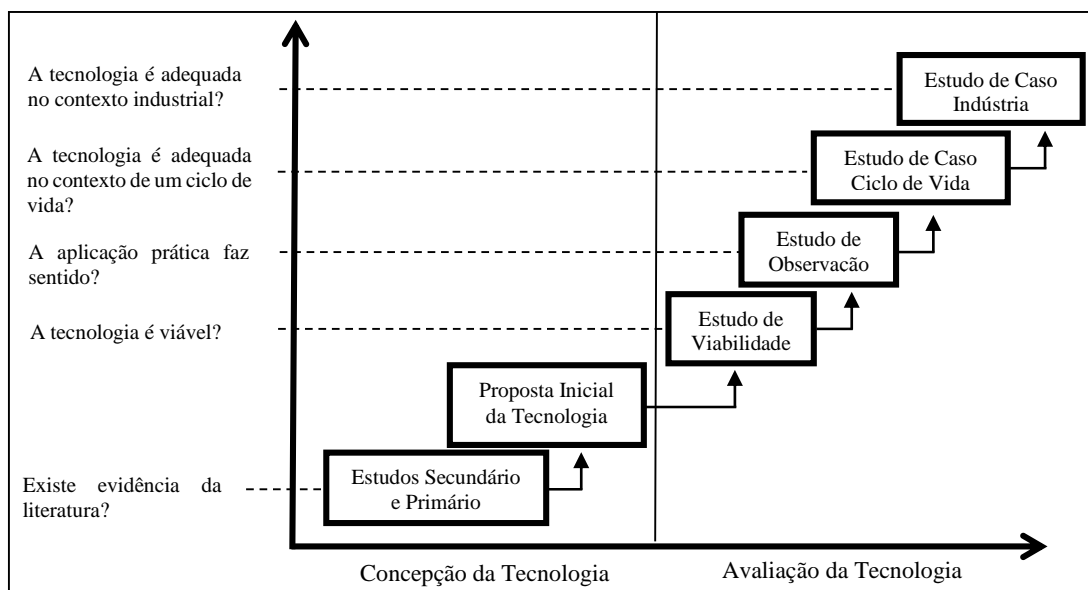 A tecnologia é adequada
no contexto industrial?
Estudo de Caso
Indústria
A tecnologia é adequada
no contexto de um ciclo de
vida?
Estudo de Caso
Ciclo de Vida
A aplicação prática faz
sentido?
Estudo de
Observacão
A tecnologia é viável?
Estudo de
Viabilidade
Proposta Inicial
da Tecnologia
Existe evidência da
literatura?
Estudos Secundário
e Primário
Concepção da Tecnologia
Avaliação da Tecnologia